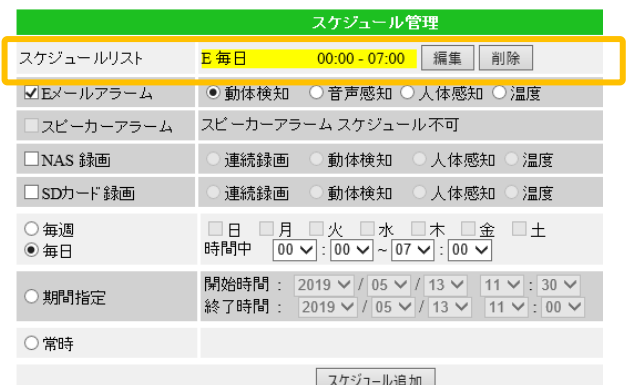 スケジュール管理
スケジュールリスト E 毎日 00:00 - 07:00 編集 削除
Eメールアラーム 動体検知 音声感知 人体感知 温度
スピーカーアラーム スピーカーアラーム スケジュール不可
NAS 録画 連続録画 動体検知 人体感知 温度
SDカード録画 連続録画 動体検知 人体感知 温度
毎週 日 月 火 水 木 金 土
毎日 時間中 00 : 00 ~ 07 : 00
期間指定 開始時間 : 2019 / 05 / 13 11 : 30
終了時間 : 2019 / 05 / 13 11 : 00
常時
スケジュール追加